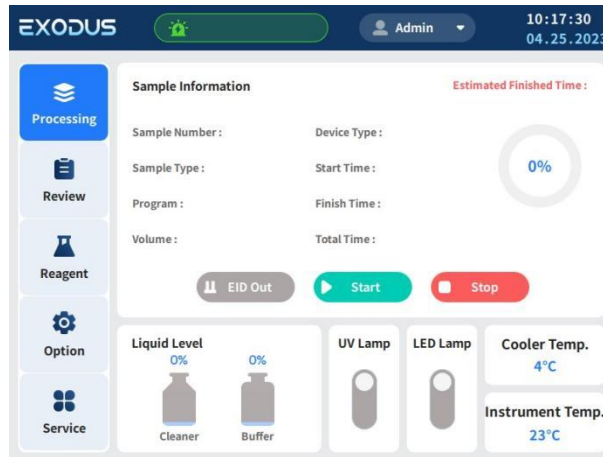 EXODUS
Admin
10:17:30
04.25.2023
Processing
Review
Reagent
Option
Service
Sample Information
Estimated Finished Time :
Sample Number :
Device Type :
Sample Type :
Start Time :
Program :
Finish Time :
Volume :
Total Time :
0%
EID Out
Start
Stop
Liquid Level
0%
0%
Cleaner
Buffer
UV Lamp
LED Lamp
Cooler Temp.
4°C
Instrument Temp.
23°C